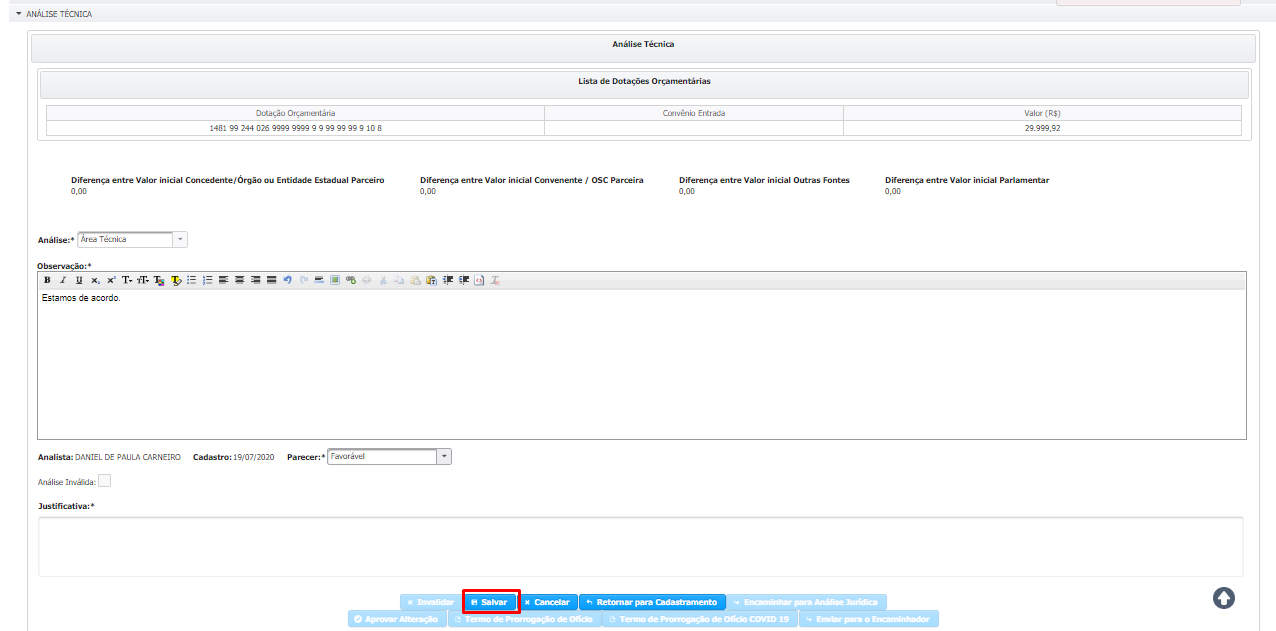 ANÁLISE TÉCNICA
Análise Técnica
Lista de Dotações Orçamentárias
Dotação Orçamentária Convênio Entrada Valor (R$)
1481 99 244 026 9999 9999 9 9 99 99 99 9 10 8 29.999,92
Diferença entre Valor inicial Concedente/Órgão ou Entidade Estadual Parceiro Diferença entre Valor inicial Convenente / OSC Parceira Diferença entre Valor inicial Outras Fontes Diferença entre Valor inicial Parlamentar
0,00 0,00 0,00 0,00
Análise:* Área Técnica
Observação:*
Estamos de acordo.
Analista: DANIEL DE PAULA CARNEIRO Cadastro: 19/07/2020 Parecer:* Favorável
Análise Inválida:
Justificativa:*
Invalidar Salvar Cancelar Retornar para Cadastramento Encaminhar para Análise Jurídica
Aprovar Alteração Termo de Prorrogação de Ofício Termo de Prorrogação de Ofício COVID 19 Enviar para o Encaminhador